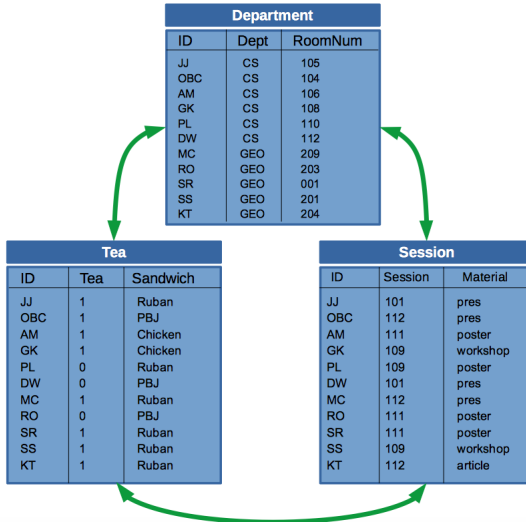 Department
ID Dept RoomNum
JJ CS 105
OBC CS 104
AM CS 106
GK CS 108
PL CS 110
DW CS 112
MC GEO 209
RO GEO 203
SR GEO 001
SS GEO 201
KT GEO 204
Tea
ID Tea Sandwich
JJ 1 Ruban
OBC 1 PBJ
AM 1 Chicken
GK 1 Chicken
PL 0 Ruban
DW 0 PBJ
MC 1 Ruban
RO 0 PBJ
SR 1 Ruban
SS 1 Ruban
KT 1 Ruban
Session
ID Session Material
JJ 101 pres
OBC 112 pres
AM 111 poster
GK 109 workshop
PL 109 poster
DW 101 pres
MC 112 pres
RO 111 poster
SR 111 poster
SS 109 workshop
KT 112 article